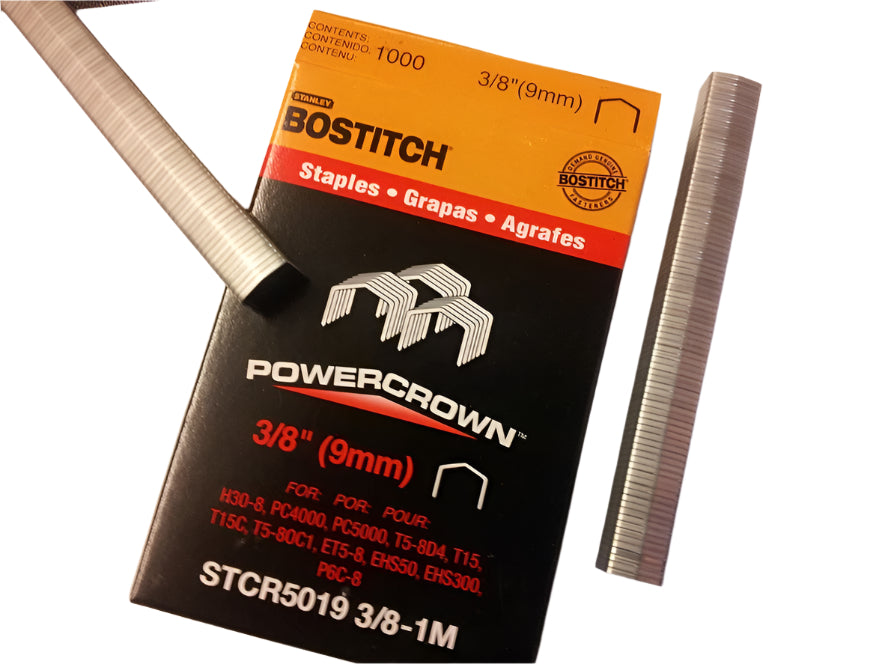 CONTENTS:
CONTENIDO: 1000
CONTENU:
3/8"(9mm)
STANLEY
BOSTITCH
DEMAND GENUINE
BOSTITCH
FASTENERS
Staples • Grapas • Agrafes
POWERCROWN™
3/8" (9mm)
FOR: POR: POUR:
H30-8, PC4000, PC5000, T5-8D4, T15,
T15C, T5-8OC1, ET5-8, EHS50, EHS300,
P6C-8
STCR5019 3/8-1M